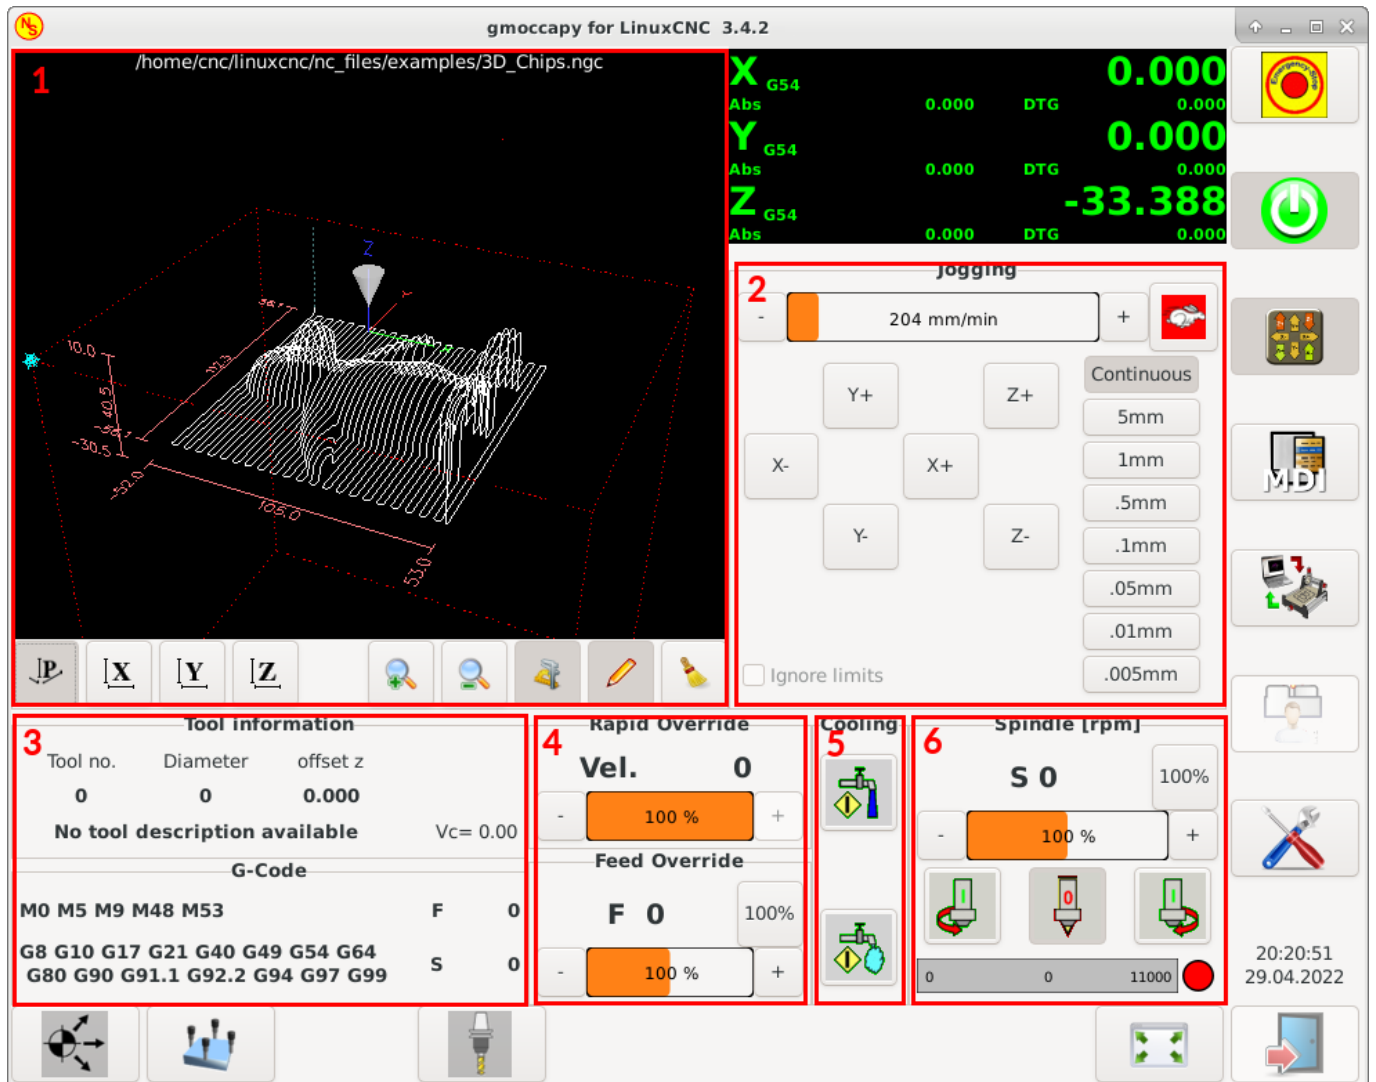 NS
gmoccapy for LinuxCNC 3.4.2
1
/home/cnc/linuxcnc/nc_files/examples/3D_Chips.ngc
X G54 0.000
Abs 0.000 DTG 0.000
Y G54 0.000
Abs 0.000 DTG 0.000
Z G54 -33.388
Abs 0.000 DTG 0.000
Emergency-Stop
Z
10.0
40.5
-30.5
-52.0
105.0
53.0
2
Jogging
- 204 mm/min +
Y+ Z+
X- X+
Y- Z-
Continuous
5mm
1mm
.5mm
.1mm
.05mm
.01mm
.005mm
Ignore limits
MDI
P X Y Z
3
Tool information
Tool no. Diameter offset z
0 0 0.000
No tool description available Vc= 0.00
G-Code
M0 M5 M9 M48 M53 F 0
G8 G10 G17 G21 G40 G49 G54 G64
G80 G90 G91.1 G92.2 G94 G97 G99
S 0
4
Rapid Override
Vel. 0
- 100 % +
Feed Override
F 0 100%
- 100 % +
5
Cooling
6
Spindle [rpm]
S 0 100%
- 100 % +
I 0 I
0 0 11000
20:20:51
29.04.2022